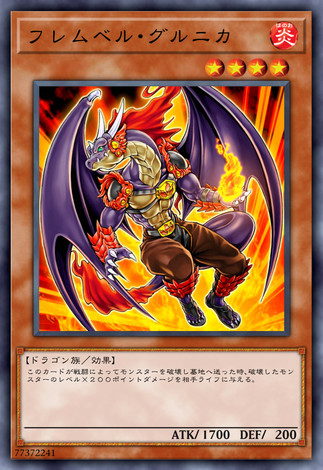 フレムベル・グルニカ
炎
【ドラゴン族／効果】
このカードが戦闘によってモンスターを破壊し墓地へ送った時、破壊したモン
スターのレベル×２００ポイントダメージを相手ライフに与える。
ATK/ 1700 DEF/ 200
77372241